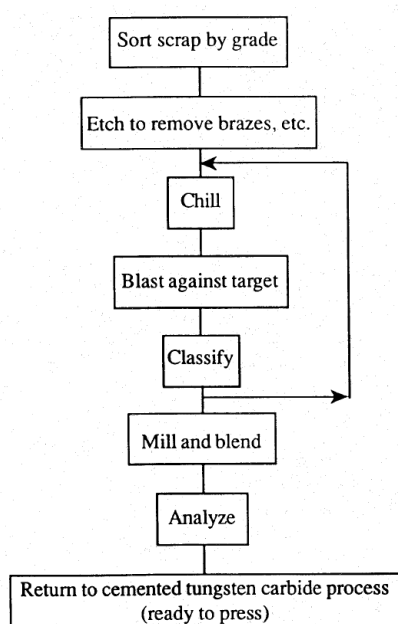 Sort scrap by grade
Etch to remove brazes, etc.
Chill
Blast against target
Classify
Mill and blend
Analyze
Return to cemented tungsten carbide process
(ready to press)